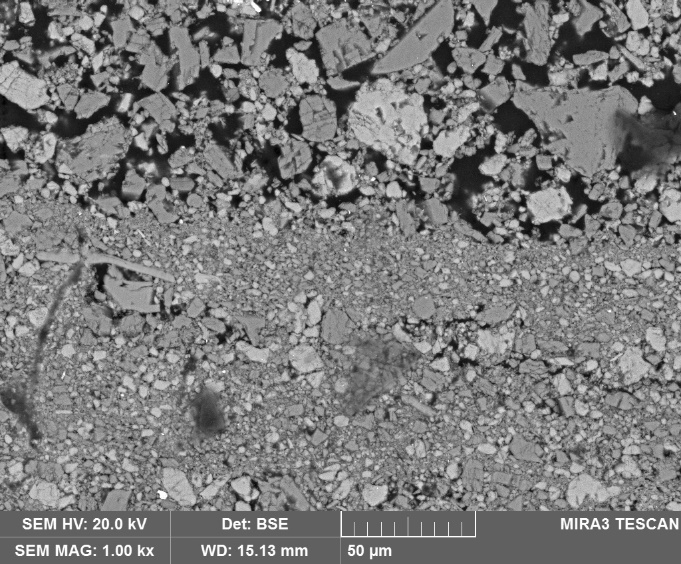 SEM HV: 20.0 kV Det: BSE MIRA3 TESCAN
SEM MAG: 1.00 kx WD: 15.13 mm 50 µm